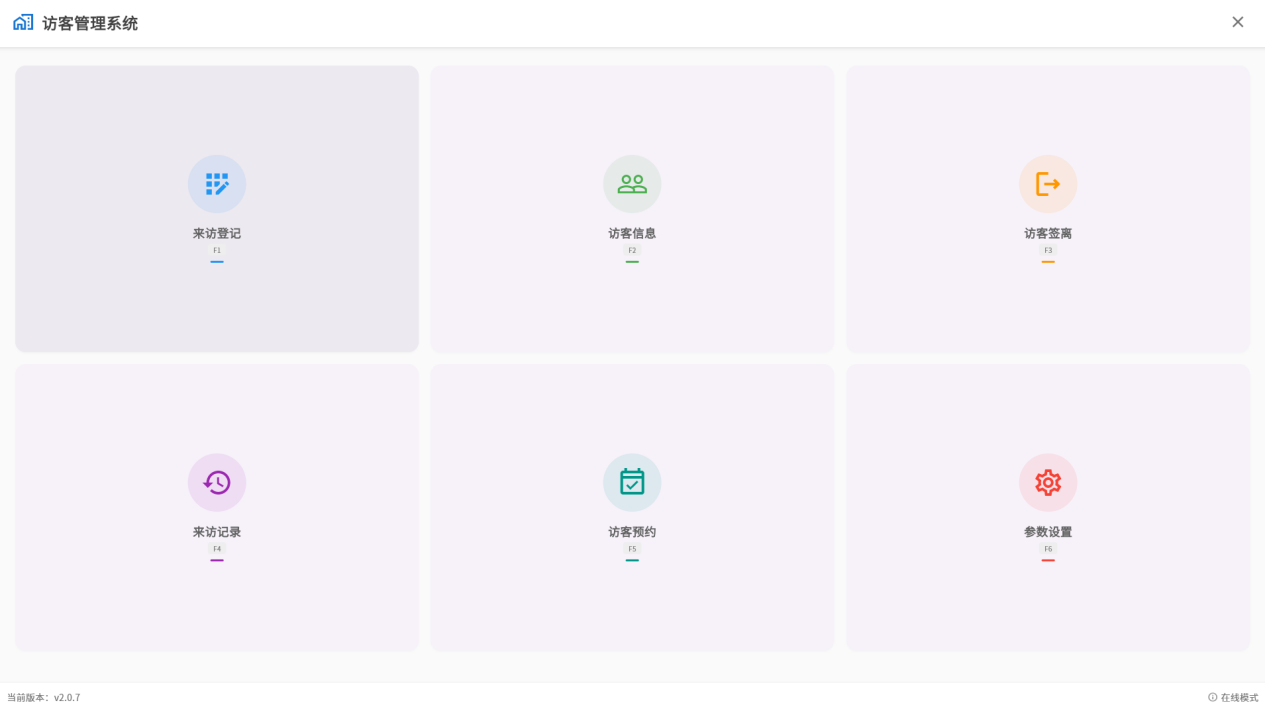 访客管理系统
来访登记
F1
访客信息
F2
访客签离
F3
来访记录
F4
访客预约
F5
参数设置
F6
当前版本：v2.0.7
在线模式